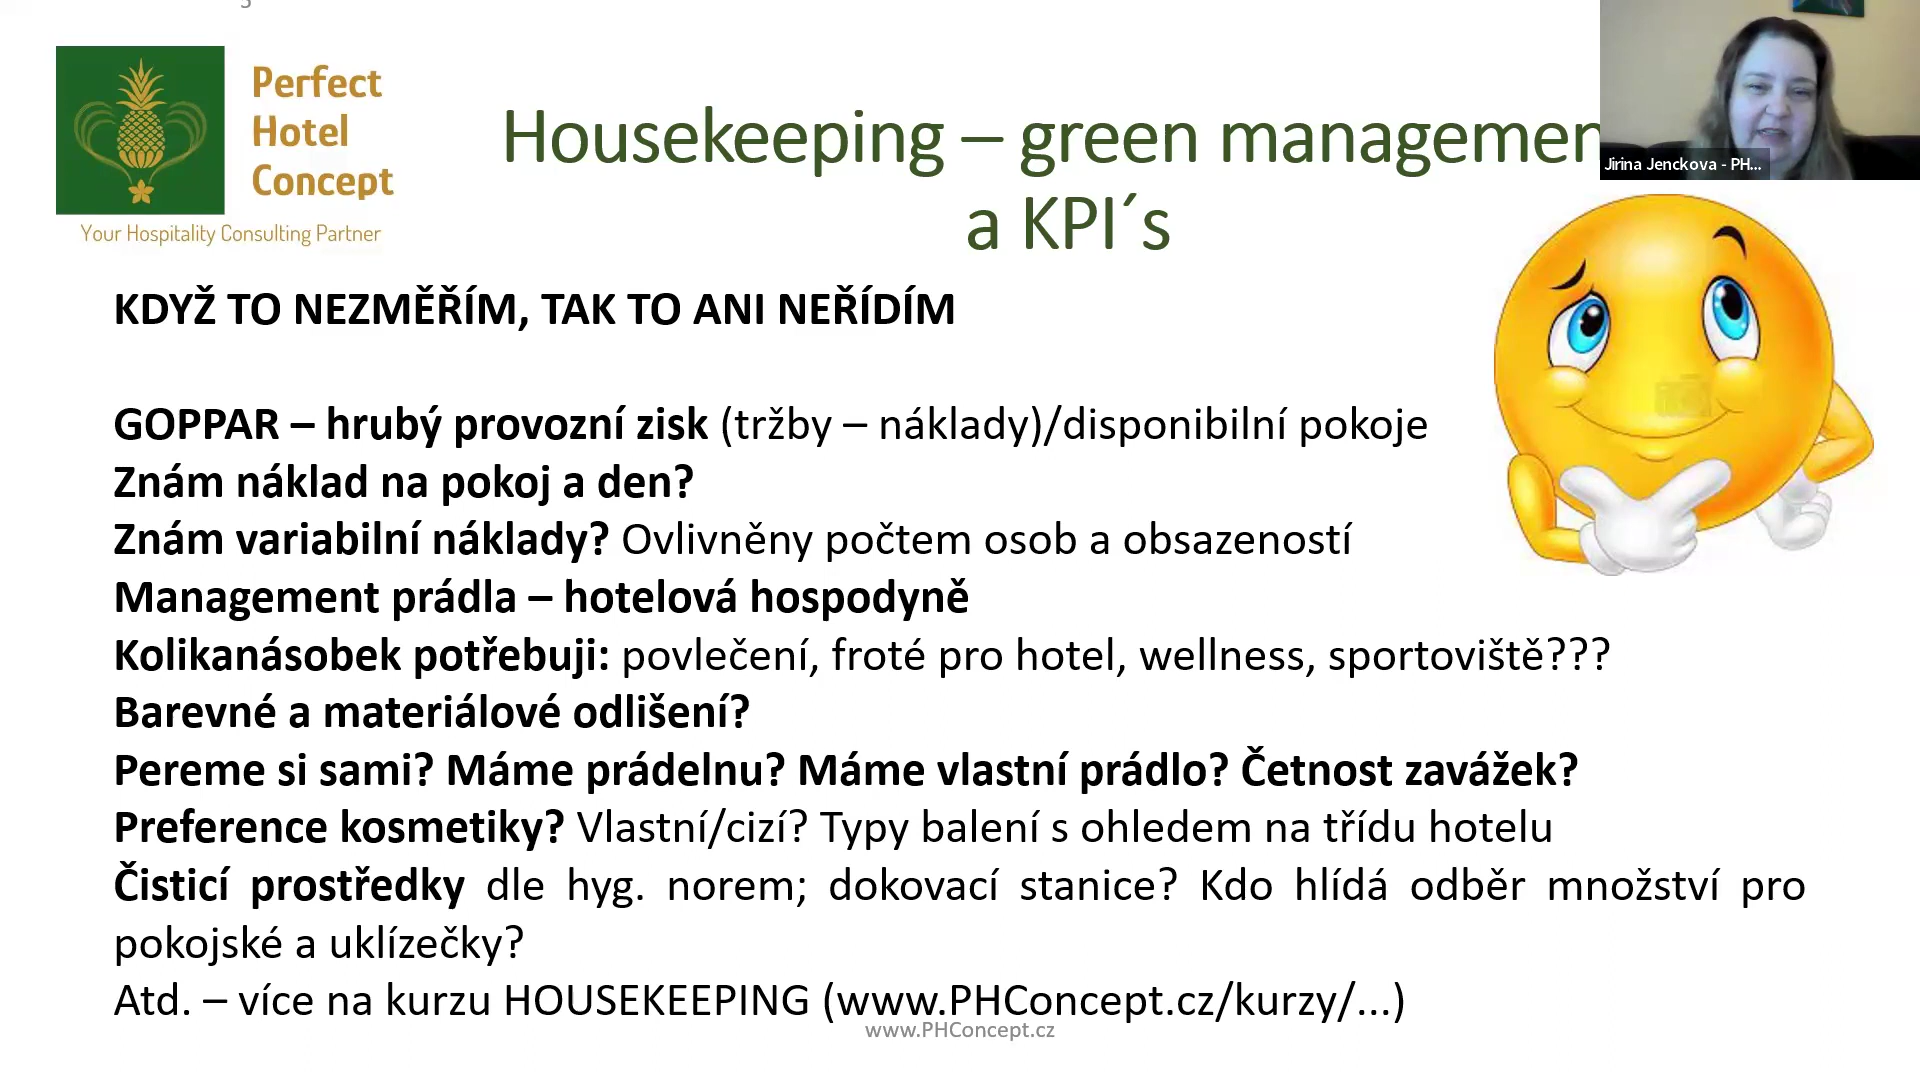 Perfect
Hotel
Concept
Your Hospitality Consulting Partner
Housekeeping – green managemen
a KPI´s
Jirina Jenckova - PH...
KDYŽ TO NEZMĚŘÍM, TAK TO ANI NEŘÍDÍM
GOPPAR – hrubý provozní zisk (tržby – náklady)/disponibilní pokoje
Znám náklad na pokoj a den?
Znám variabilní náklady? Ovlivněny počtem osob a obsazeností
Management prádla – hotelová hospodyně
Kolikanásobek potřebuji: povlečení, froté pro hotel, wellness, sportoviště???
Barevné a materiálové odlišení?
Pereme si sami? Máme prádelnu? Máme vlastní prádlo? Četnost zavážek?
Preference kosmetiky? Vlastní/cizí? Typy balení s ohledem na třídu hotelu
Čisticí prostředky dle hyg. norem; dokovací stanice? Kdo hlídá odběr množství pro
pokojské a uklízečky?
Atd. – více na kurzu HOUSEKEEPING (www.PHConcept.cz/kurzy/...)
www.PHConcept.cz